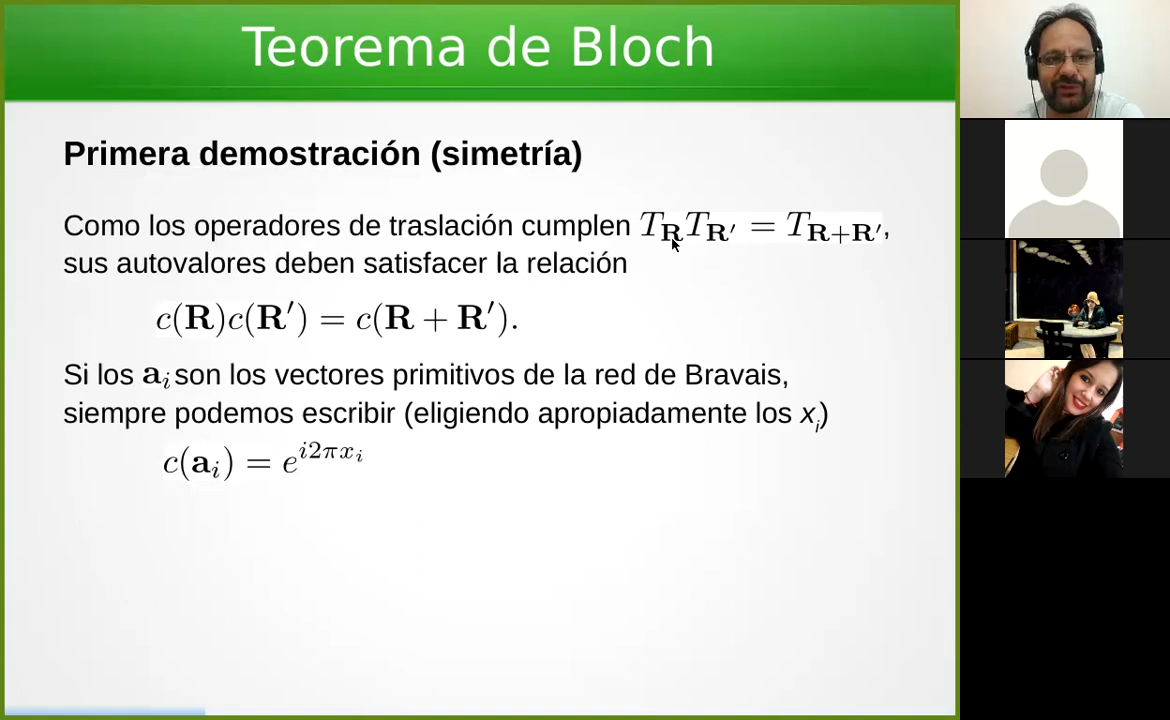 Teorema de Bloch
Primera demostración (simetría)
Como los operadores de traslación cumplen T_R T_R' = T_R+R',
sus autovalores deben satisfacer la relación
c(R)c(R') = c(R + R').
Si los a_i son los vectores primitivos de la red de Bravais,
siempre podemos escribir (eligiendo apropiadamente los x_i)
c(a_i) = e^{i2πx_i}